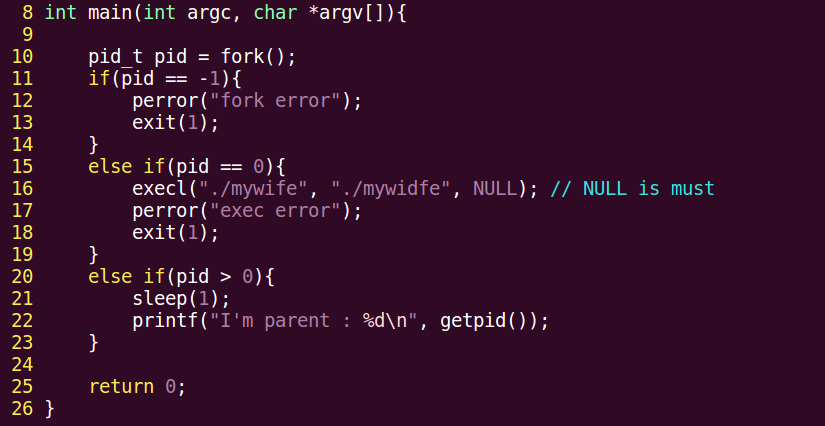 8 int main(int argc, char *argv[]){
9
10     pid_t pid = fork();
11     if(pid == -1){
12         perror("fork error");
13         exit(1);
14     }
15     else if(pid == 0){
16         execl("./mywife", "./mywidfe", NULL); // NULL is must
17         perror("exec error");
18         exit(1);
19     }
20     else if(pid > 0){
21         sleep(1);
22         printf("I'm parent : %d\n", getpid());
23     }
24
25     return 0;
26 }